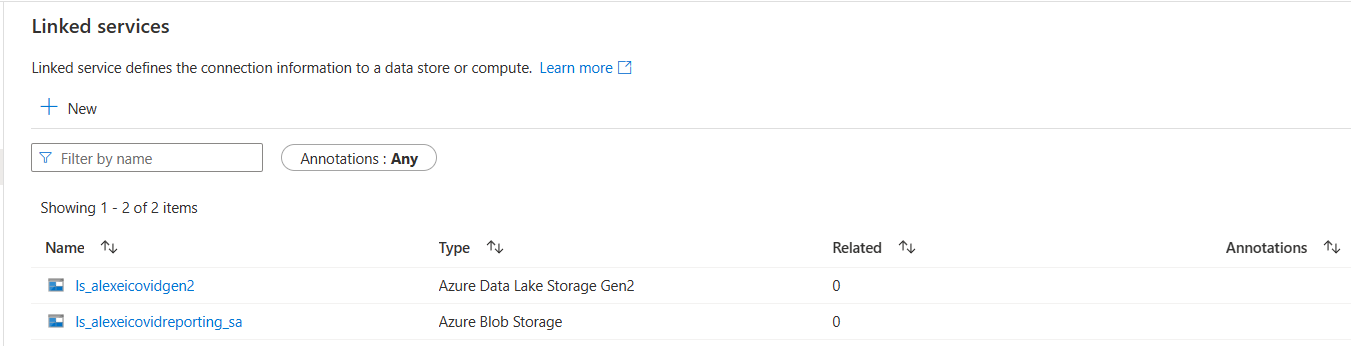 Linked services
Linked service defines the connection information to a data store or compute. Learn more
New
Filter by name
Annotations : Any
Showing 1 - 2 of 2 items
Name Type Related Annotations
ls_alexeicovidgen2 Azure Data Lake Storage Gen2 0
ls_alexeicovidreporting_sa Azure Blob Storage 0